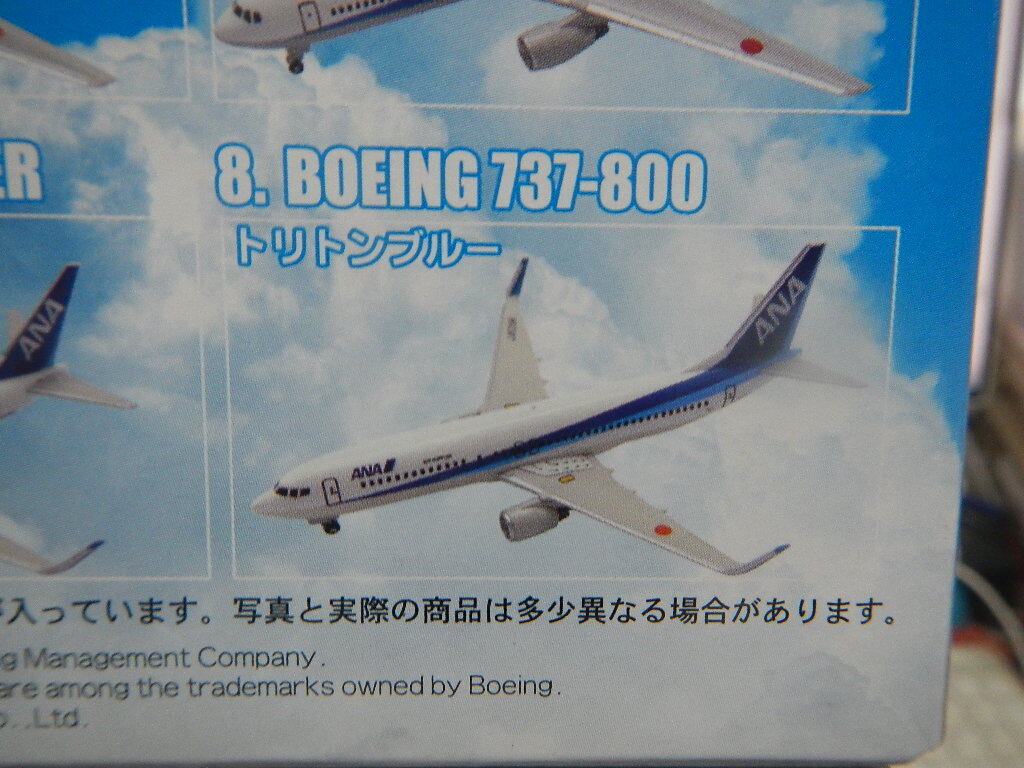 ER
8. BOEING 737-800
トリトンブルー
ANA
ANA
ANA
入っています。写真と実際の商品は多少異なる場合があります。
Management Company.
are among the trademarks owned by Boeing.
Ltd.